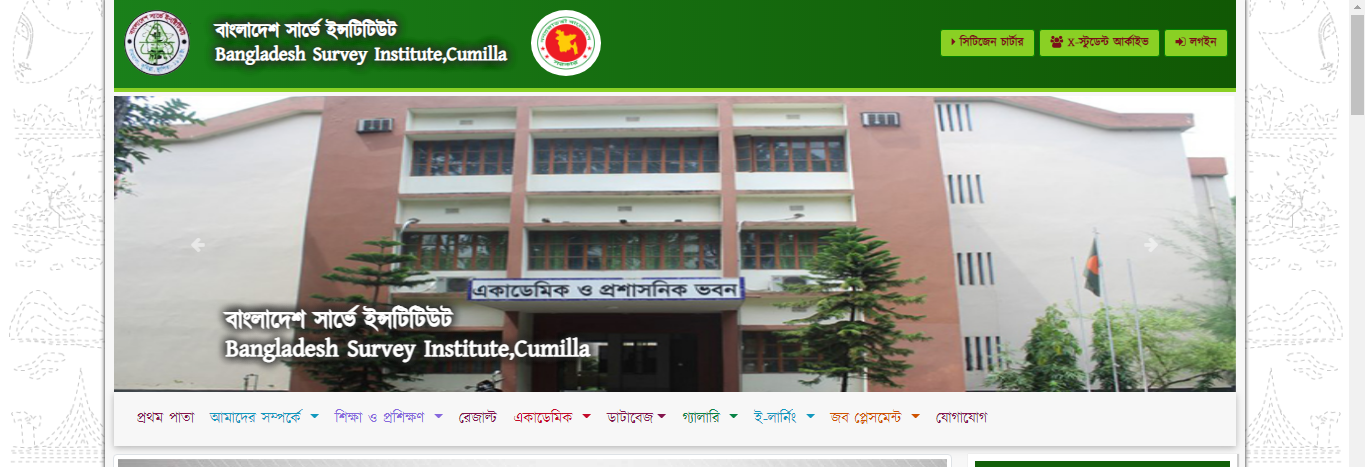 বাংলাদেশ সার্ভে ইন্সটিটিউট
Bangladesh Survey Institute,Cumilla
সিটিজেন চার্টার
X-স্টুডেন্ট আর্কাইভ
লগইন
একাডেমিক ও প্রশাসনিক ভবন
বাংলাদেশ সার্ভে ইন্সটিটিউট
Bangladesh Survey Institute,Cumilla
প্রথম পাতা আমাদের সম্পর্কে শিক্ষা ও প্রশিক্ষণ রেজাল্ট একাডেমিক ডাটাবেজ গ্যালারি ই-লার্নিং জব প্লেসমেন্ট যোগাযোগ